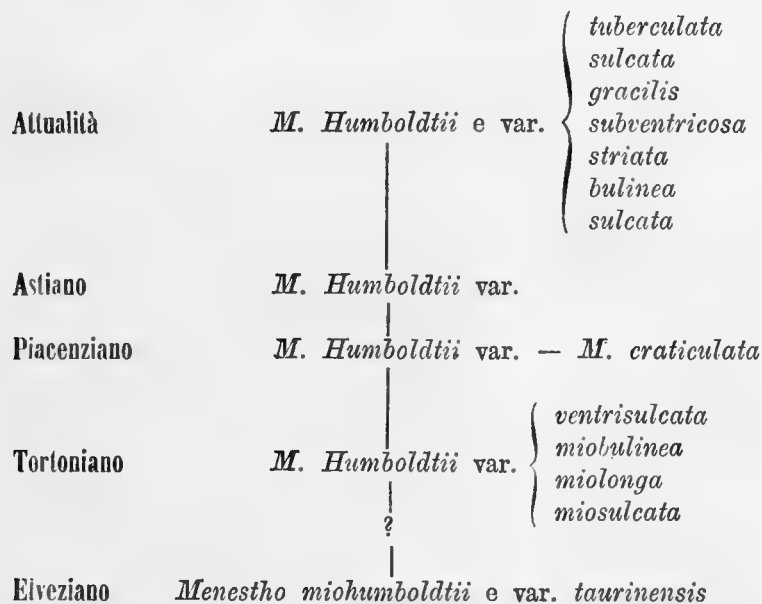 tuberculata
sulcata
gracilis
Attualità M. Humboldtii e var. subventricosa
striata
bulinea
sulcata
Astiano M. Humboldtii var.
Piacenziano M. Humboldtii var. — M. craticulata
ventrisulcata
miobulinea
Tortoniano M. Humboldtii var.
miolonga
miosulcata
?
Elveziano Menestho miohumboldtii e var. taurinensis